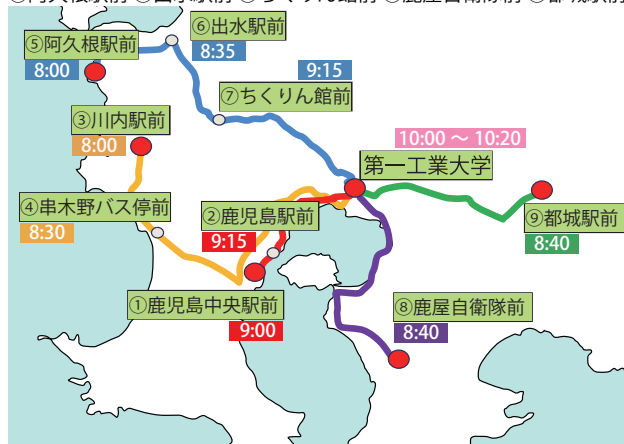 ⑤阿久根駅前
8:00
⑥出水駅前
8:35
9:15
⑦ちくりん館前
③川内駅前
8:00
10:00 ～ 10:20
第一工業大学
④串木野バス停前
8:30
②鹿児島駅前
9:15
⑨都城駅前
8:40
①鹿児島中央駅前
9:00
⑧鹿屋自衛隊前
8:40